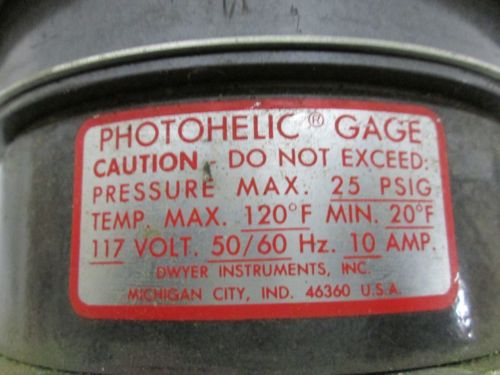 PHOTOHELIC® GAGE
CAUTION - DO NOT EXCEED:
PRESSURE MAX. 25 PSIG
TEMP. MAX. 120°F MIN. 20°F
117 VOLT. 50/60 Hz. 10 AMP.
DWYER INSTRUMENTS, INC.
MICHIGAN CITY, IND. 46360 U.S.A.